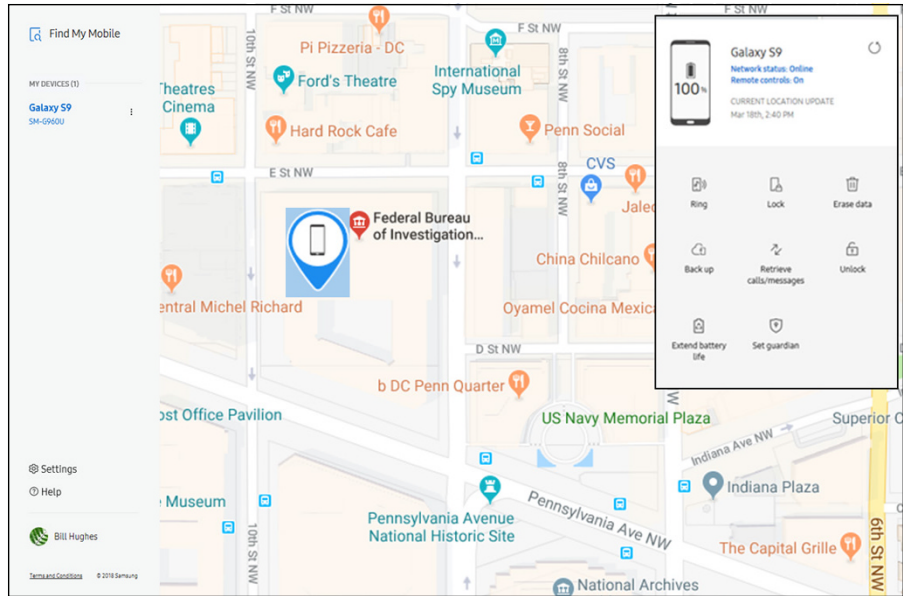 Find My Mobile
MY DEVICES (1)
Galaxy S9
SM-G960U
Settings
Help
Bill Hughes
Terms and Conditions
© 2018 Samsung
F St NW
F St NW
F St NW
10th St NW
Pi Pizzeria - DC
Theatres
Cinema
Ford's Theatre
International
Spy Museum
8th St NW
Hard Rock Cafe
Penn Social
E St NW
CVS
8th St NW
Jaleo
Federal Bureau
of Investigation...
China Chilcano
entral Michel Richard
Oyamel Cocina Mexica
D St NW
b DC Penn Quarter
ost Office Pavilion
US Navy Memorial Plaza
Superior C
Indiana Ave NW
Museum
Indiana Plaza
Pennsylvania Avenue
National Historic Site
Pennsylvania Ave NW
10th St NW
The Capital Grille
6th St NW
National Archives
Galaxy S9
Network status: Online
Remote controls: On
100%
CURRENT LOCATION UPDATE
Mar 18th, 2:40 PM
Ring
Lock
Erase data
Back up
Retrieve
calls/messages
Unlock
Extend battery
life
Set guardian